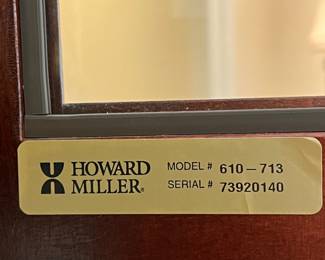 HOWARD
MILLER®
MODEL # 610-713
SERIAL # 73920140